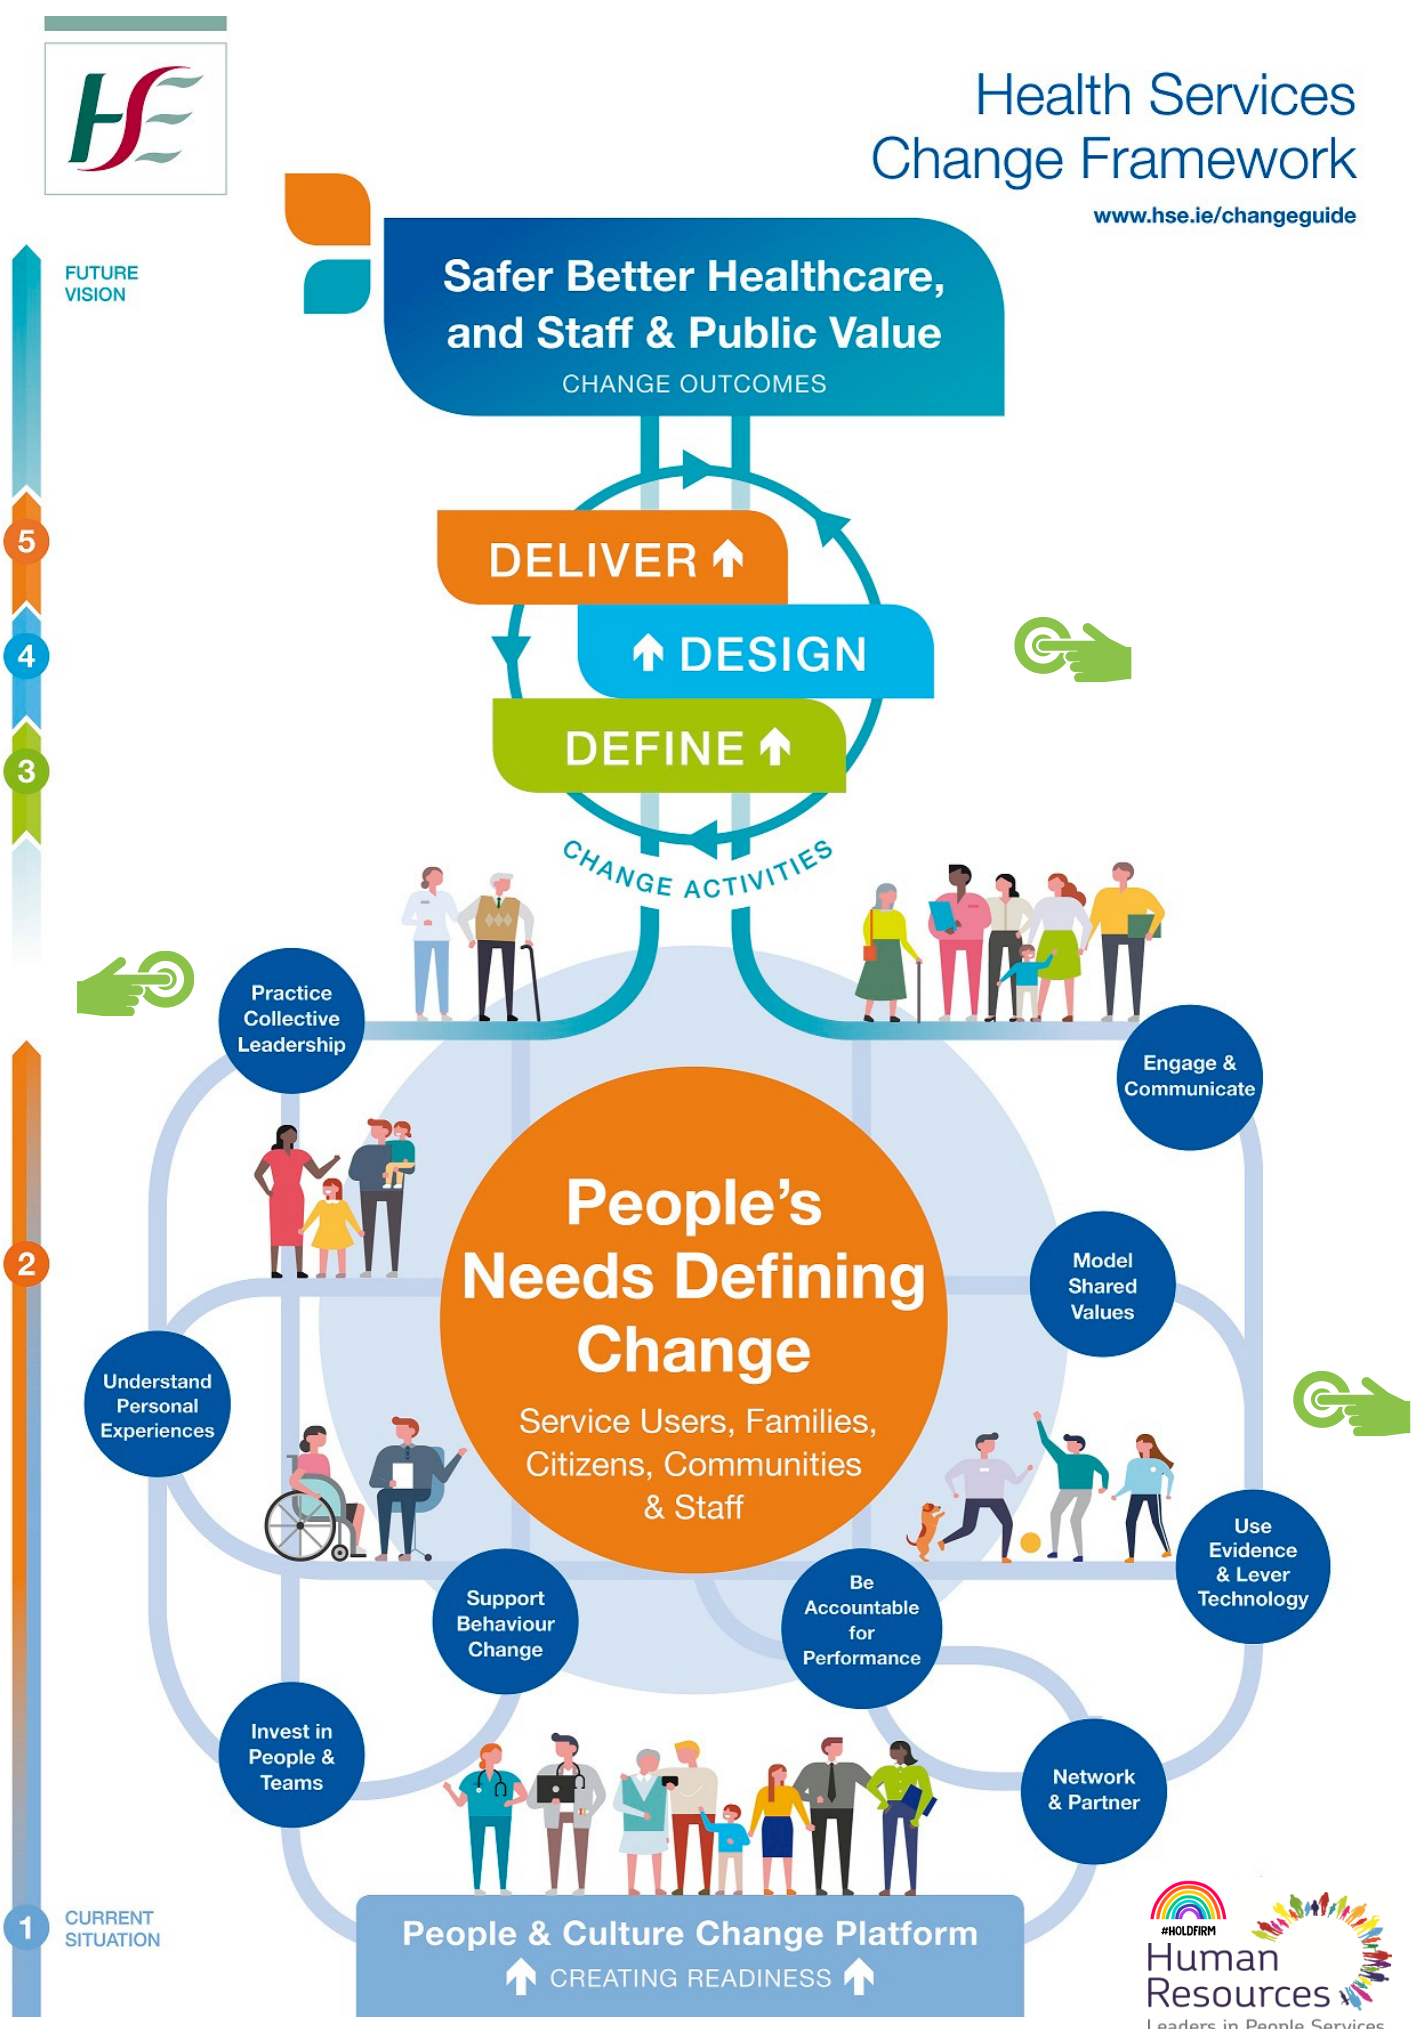 HSE
Health Services
Change Framework
www.hse.ie/changeguide
FUTURE
VISION
Safer Better Healthcare,
and Staff & Public Value
CHANGE OUTCOMES
5
DELIVER
4
DESIGN
3
DEFINE
CHANGE ACTIVITIES
Practice
Collective
Leadership
Engage &
Communicate
2
People's
Needs Defining
Change
Service Users, Families,
Citizens, Communities
& Staff
Model
Shared
Values
Understand
Personal
Experiences
Use
Evidence
& Lever
Technology
Support
Behaviour
Change
Be
Accountable
for
Performance
Invest in
People &
Teams
Network
& Partner
1
CURRENT
SITUATION
People & Culture Change Platform
CREATING READINESS
#HOLDFIRM
Human
Resources
Leaders in People Services